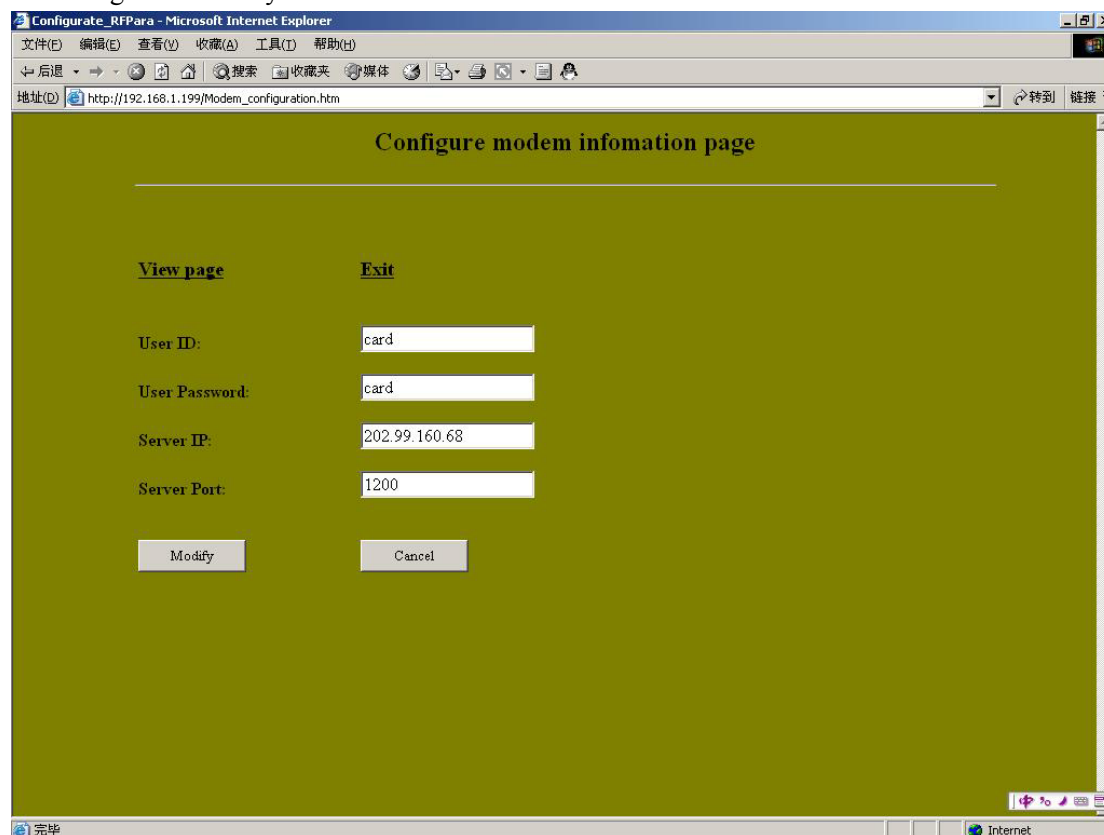 Configurate_RFPara - Microsoft Internet Explorer
文件(F) 编辑(E) 查看(V) 收藏(A) 工具(T) 帮助(H)
后退 搜索 收藏夹 媒体
地址(D) http://192.168.1.199/Modem_configuration.htm 转到 链接
Configure modem infomation page
View page Exit
User ID: card
User Password: card
Server IP: 202.99.160.68
Server Port: 1200
Modify Cancel
中
完毕 Internet